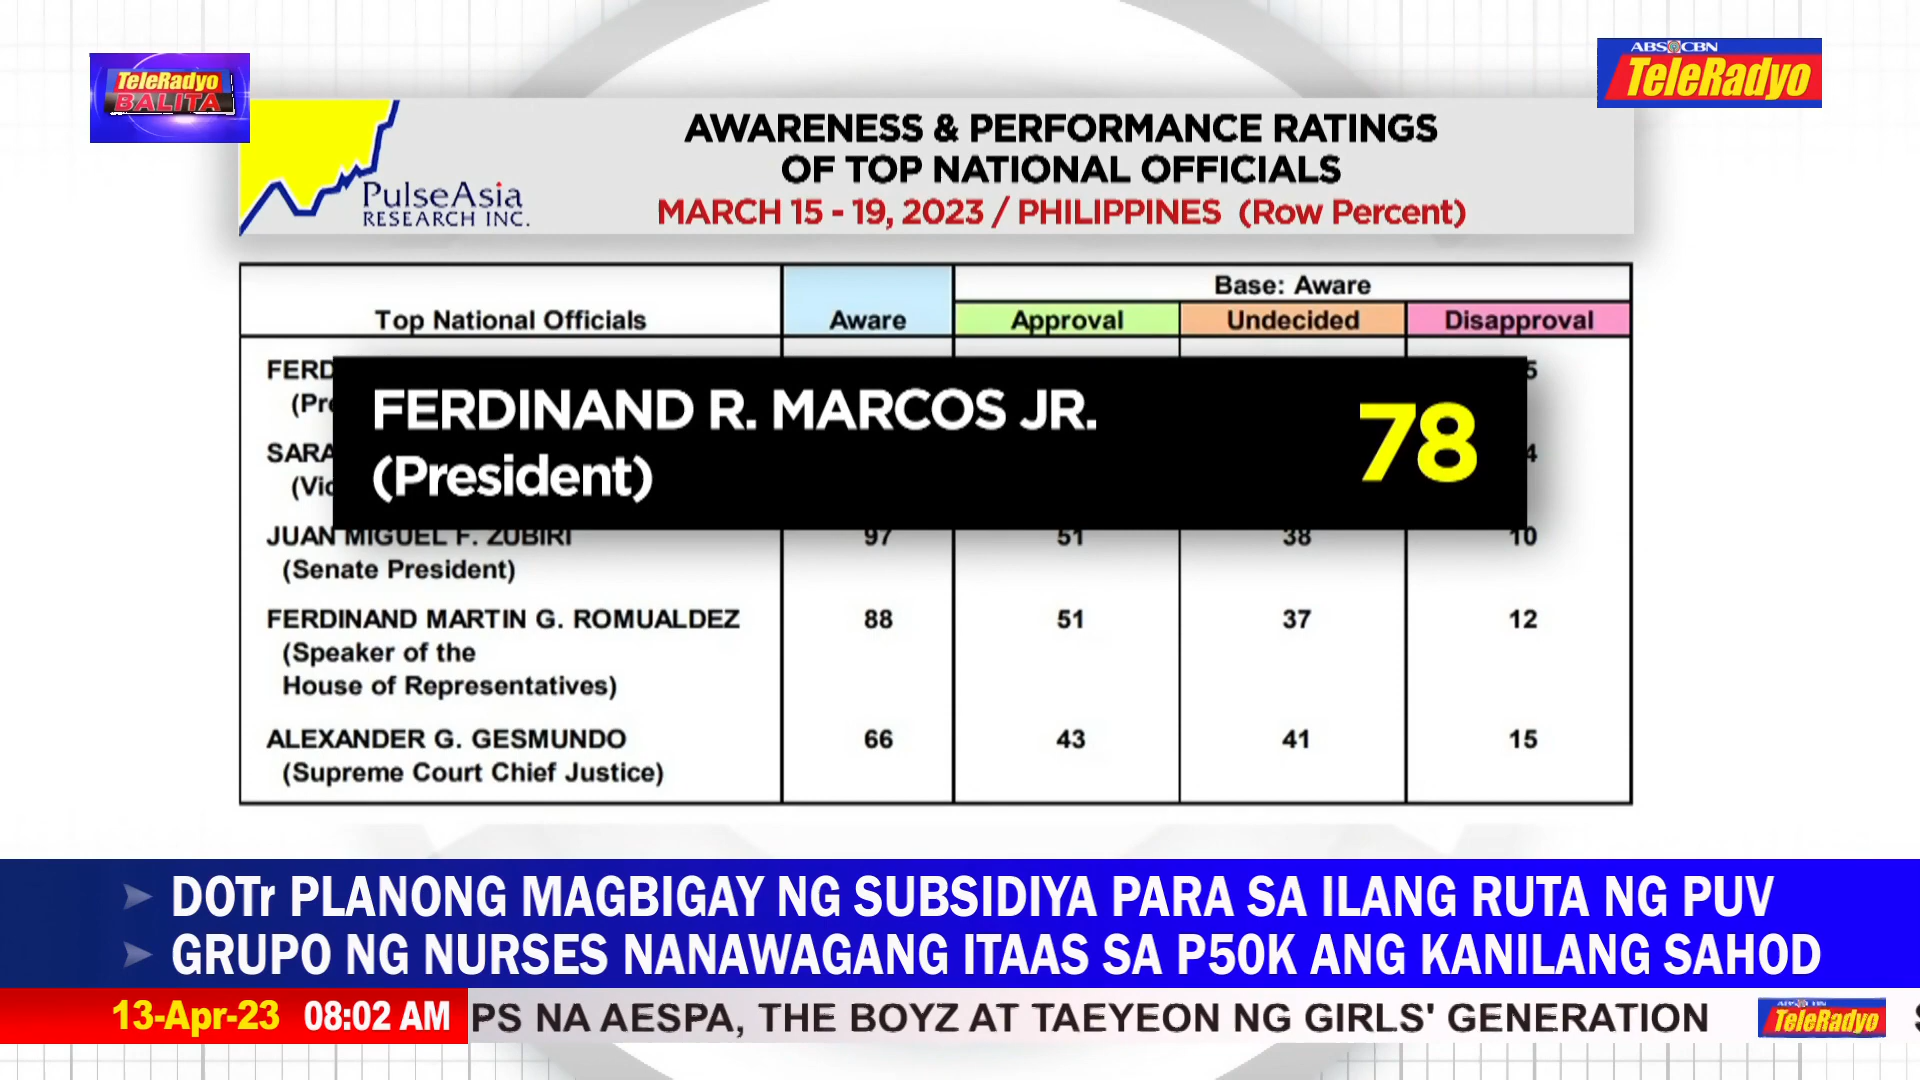 TeleRadyo
BALITA
ABS-CBN
TeleRadyo
PulseAsia
RESEARCH INC.
AWARENESS & PERFORMANCE RATINGS
OF TOP NATIONAL OFFICIALS
MARCH 15 - 19, 2023 / PHILIPPINES (Row Percent)
Top National Officials Aware Base: Aware
Approval Undecided Disapproval
FERDINAND R. MARCOS JR. 78
(President)
JUAN MIGUEL F. ZUBIRI 97 51 38 10
(Senate President)
FERDINAND MARTIN G. ROMUALDEZ 88 51 37 12
(Speaker of the
House of Representatives)
ALEXANDER G. GESMUNDO 66 43 41 15
(Supreme Court Chief Justice)
DOTr PLANONG MAGBIGAY NG SUBSIDIYA PARA SA ILANG RUTA NG PUV
GRUPO NG NURSES NANAWAGANG ITAAS SA P50K ANG KANILANG SAHOD
13-Apr-23 08:02 AM PS NA AESPA, THE BOYZ AT TAEYEON NG GIRLS' GENERATION TeleRadyo